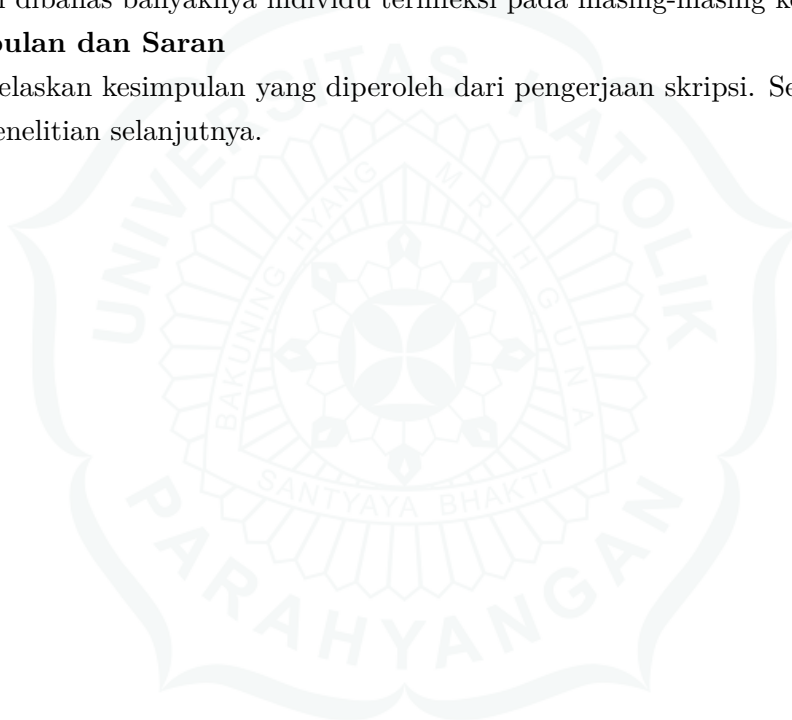 dibahas banyaknya individu terinfeksi pada masing-masing
pulan dan Saran
elaskan kesimpulan yang diperoleh dari pengerjaan skripsi. Se
enelitian selanjutnya.
UNIVERSITAS KATOLIK
BAKUNING HYANG MRIH GUNA
SANTYAYA BHAKTI
PARAHYANGAN